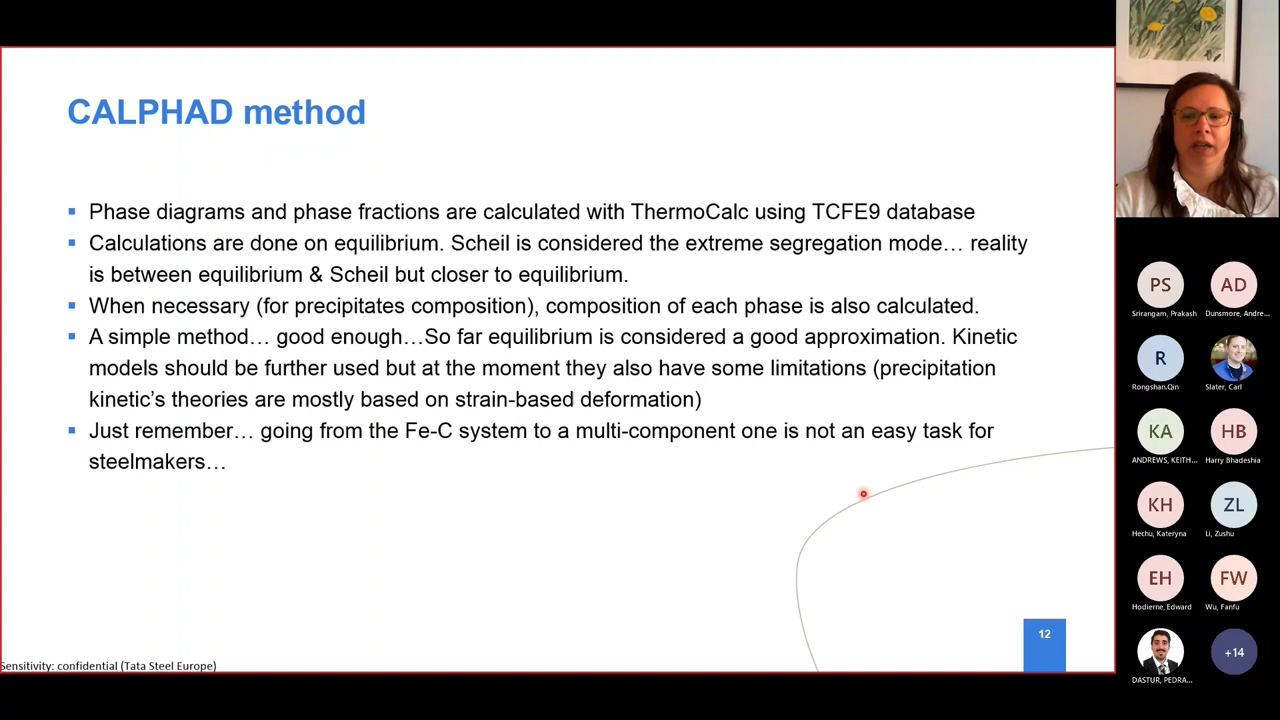 CALPHAD method
▪ Phase diagrams and phase fractions are calculated with ThermoCalc using TCFE9 database
▪ Calculations are done on equilibrium. Scheil is considered the extreme segregation mode… reality
is between equilibrium & Scheil but closer to equilibrium.
▪ When necessary (for precipitates composition), composition of each phase is also calculated.
▪ A simple method… good enough…So far equilibrium is considered a good approximation. Kinetic
models should be further used but at the moment they also have some limitations (precipitation
kinetic’s theories are mostly based on strain-based deformation)
▪ Just remember… going from the Fe-C system to a multi-component one is not an easy task for
steelmakers…
12
Sensitivity: confidential (Tata Steel Europe)
PS
AD
Srirangam, Prakash
Dunsmore, Andre...
R
Rongshan.Qin
Slater, Carl
KA
HB
ANDREWS, KEITH...
Harry Bhadeshia
KH
ZL
Hechu, Kateryna
Li, Zushu
EH
FW
Hodierne, Edward
Wu, Fanfu
+14
DASTUR, PEDRA...